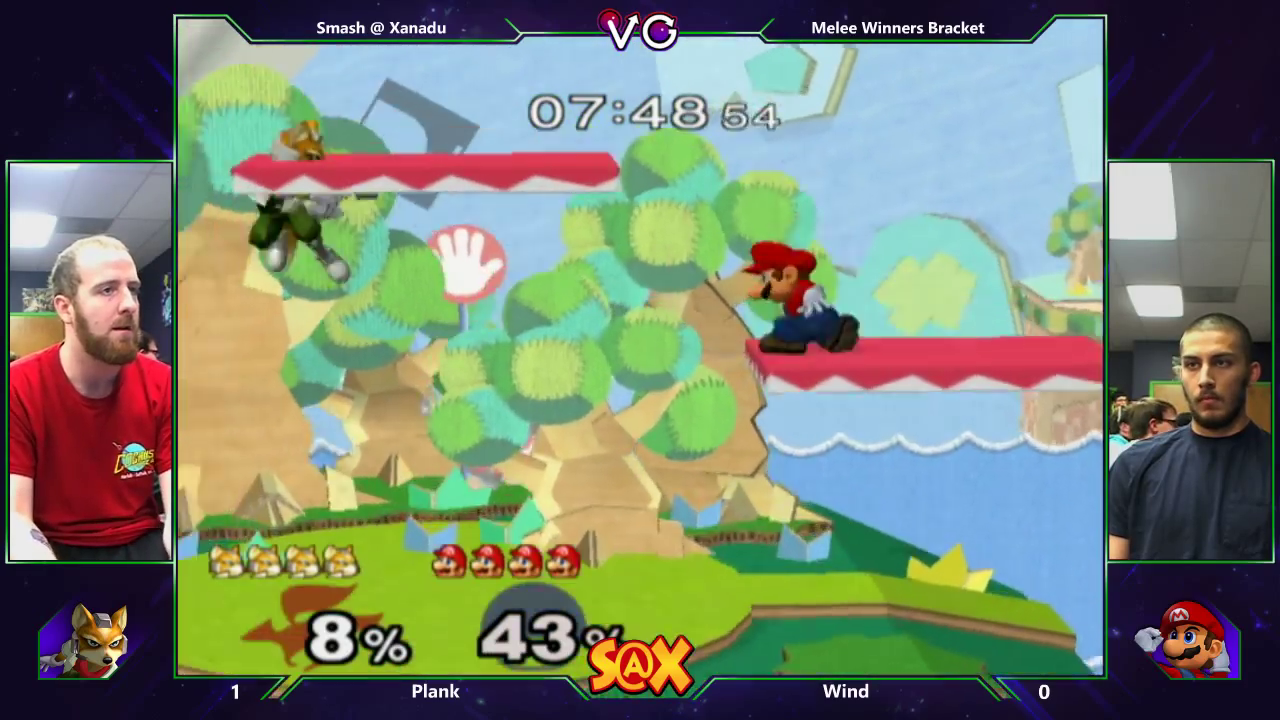 Smash @ Xanadu
VG
Melee Winners Bracket
07:48 54
8%
43%
S@X
1
Plank
Wind
0